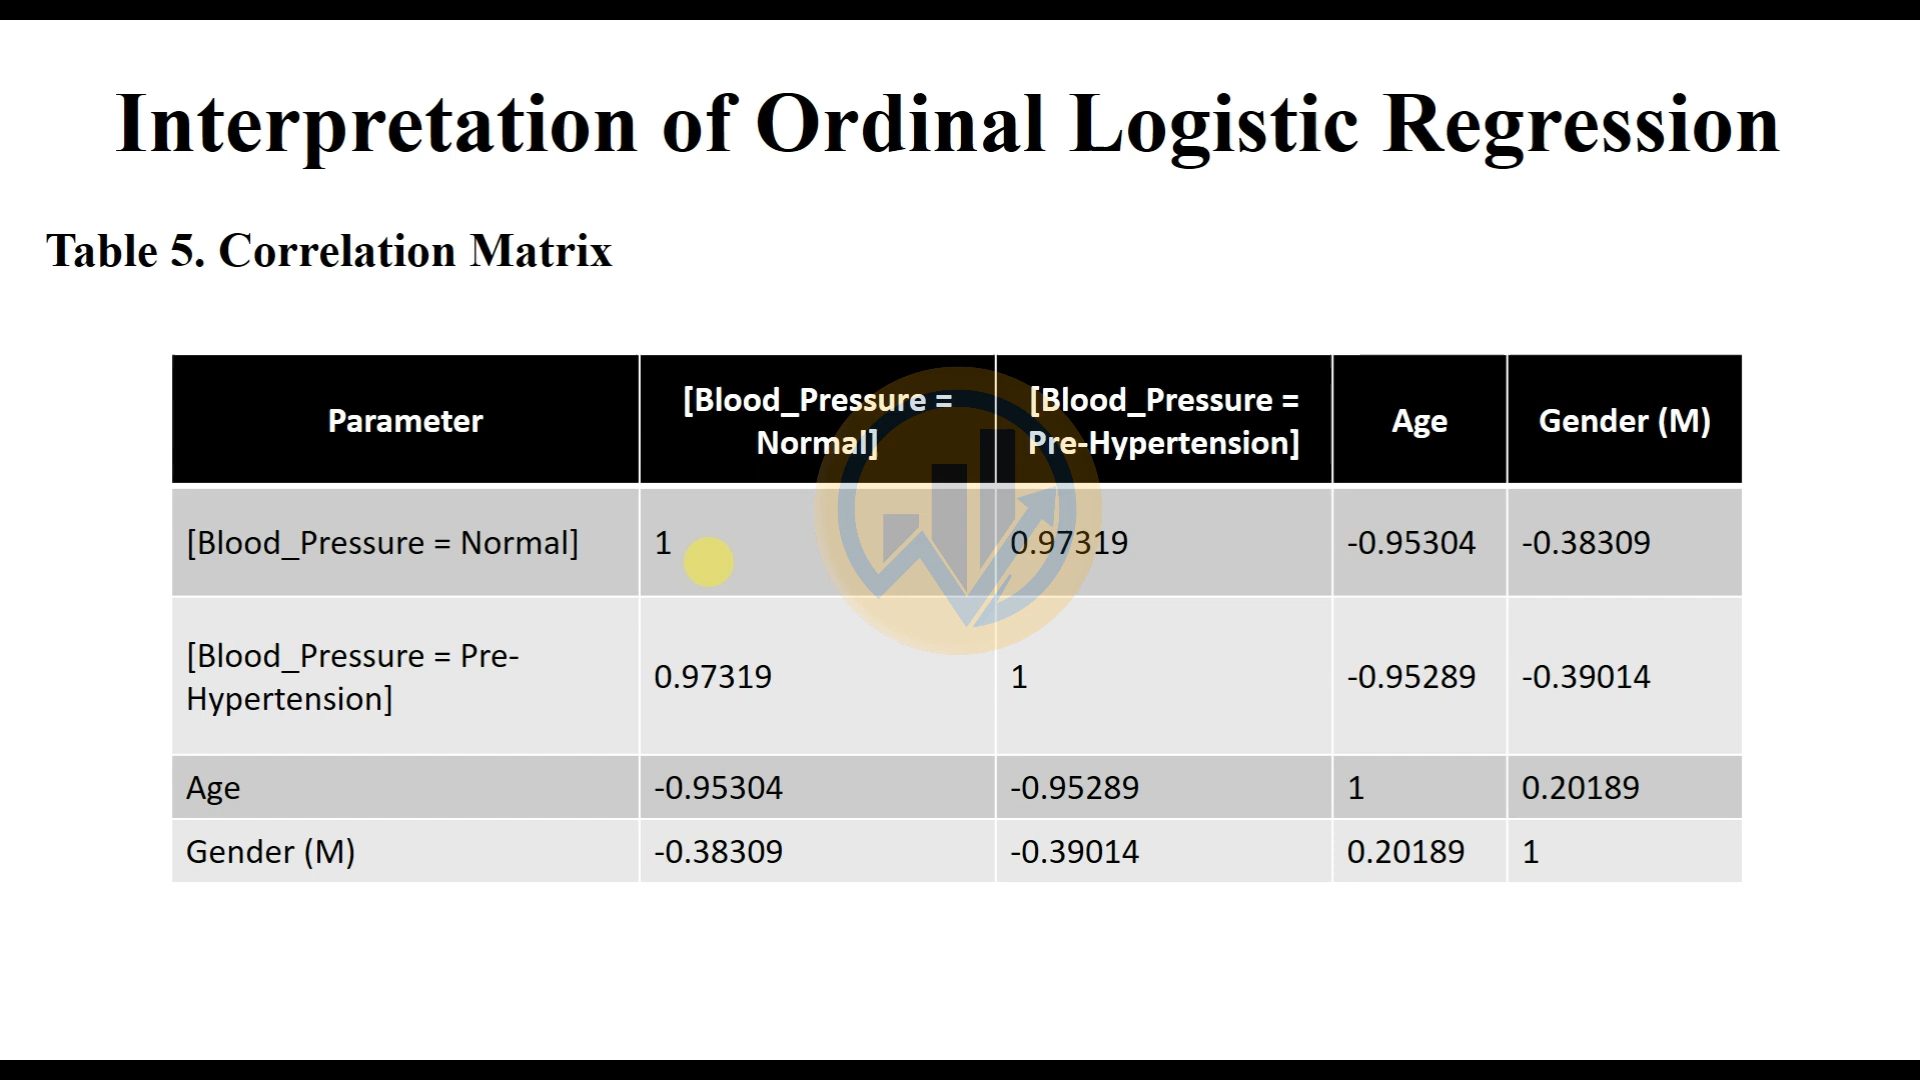 Interpretation of Ordinal Logistic Regression
Table 5. Correlation Matrix
Parameter [Blood_Pressure = Normal] [Blood_Pressure = Pre-Hypertension] Age Gender (M)
[Blood_Pressure = Normal] 1 0.97319 -0.95304 -0.38309
[Blood_Pressure = Pre-
Hypertension] 0.97319 1 -0.95289 -0.39014
Age -0.95304 -0.95289 1 0.20189
Gender (M) -0.38309 -0.39014 0.20189 1